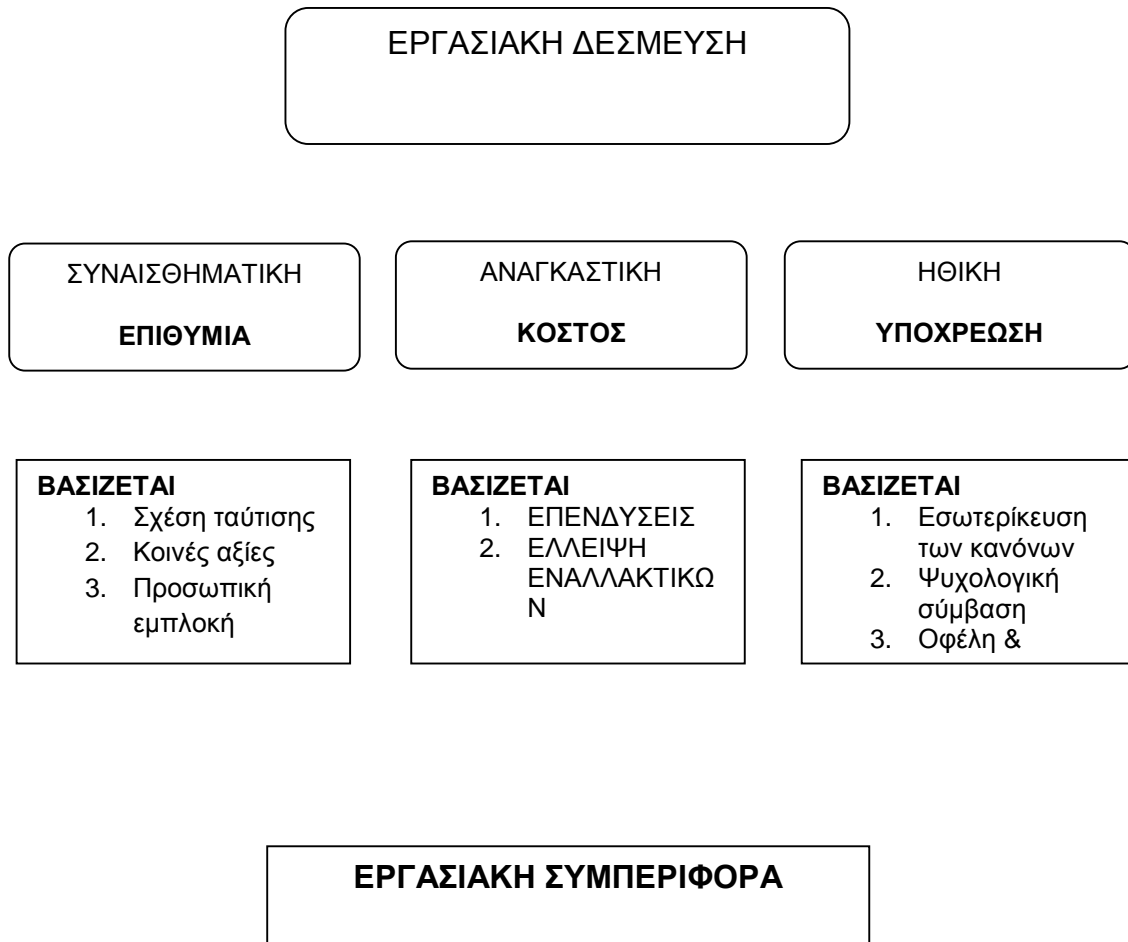 ΕΡΓΑΣΙΑΚΗ ΔΕΣΜΕΥΣΗ
ΣΥΝΑΙΣΘΗΜΑΤΙΚΗ
ΕΠΙΘΥΜΙΑ
ΑΝΑΓΚΑΣΤΙΚΗ
ΚΟΣΤΟΣ
ΗΘΙΚΗ
ΥΠΟΧΡΕΩΣΗ
ΒΑΣΙΖΕΤΑΙ
1. Σχέση ταύτισης
2. Κοινές αξίες
3. Προσωπική
εμπλοκή
ΒΑΣΙΖΕΤΑΙ
1. ΕΠΕΝΔΥΣΕΙΣ
2. ΕΛΛΕΙΨΗ
ΕΝΑΛΛΑΚΤΙΚΩ
Ν
ΒΑΣΙΖΕΤΑΙ
1. Εσωτερίκευση
των κανόνων
2. Ψυχολογική
σύμβαση
3. Οφέλη &
ΕΡΓΑΣΙΑΚΗ ΣΥΜΠΕΡΙΦΟΡΑ